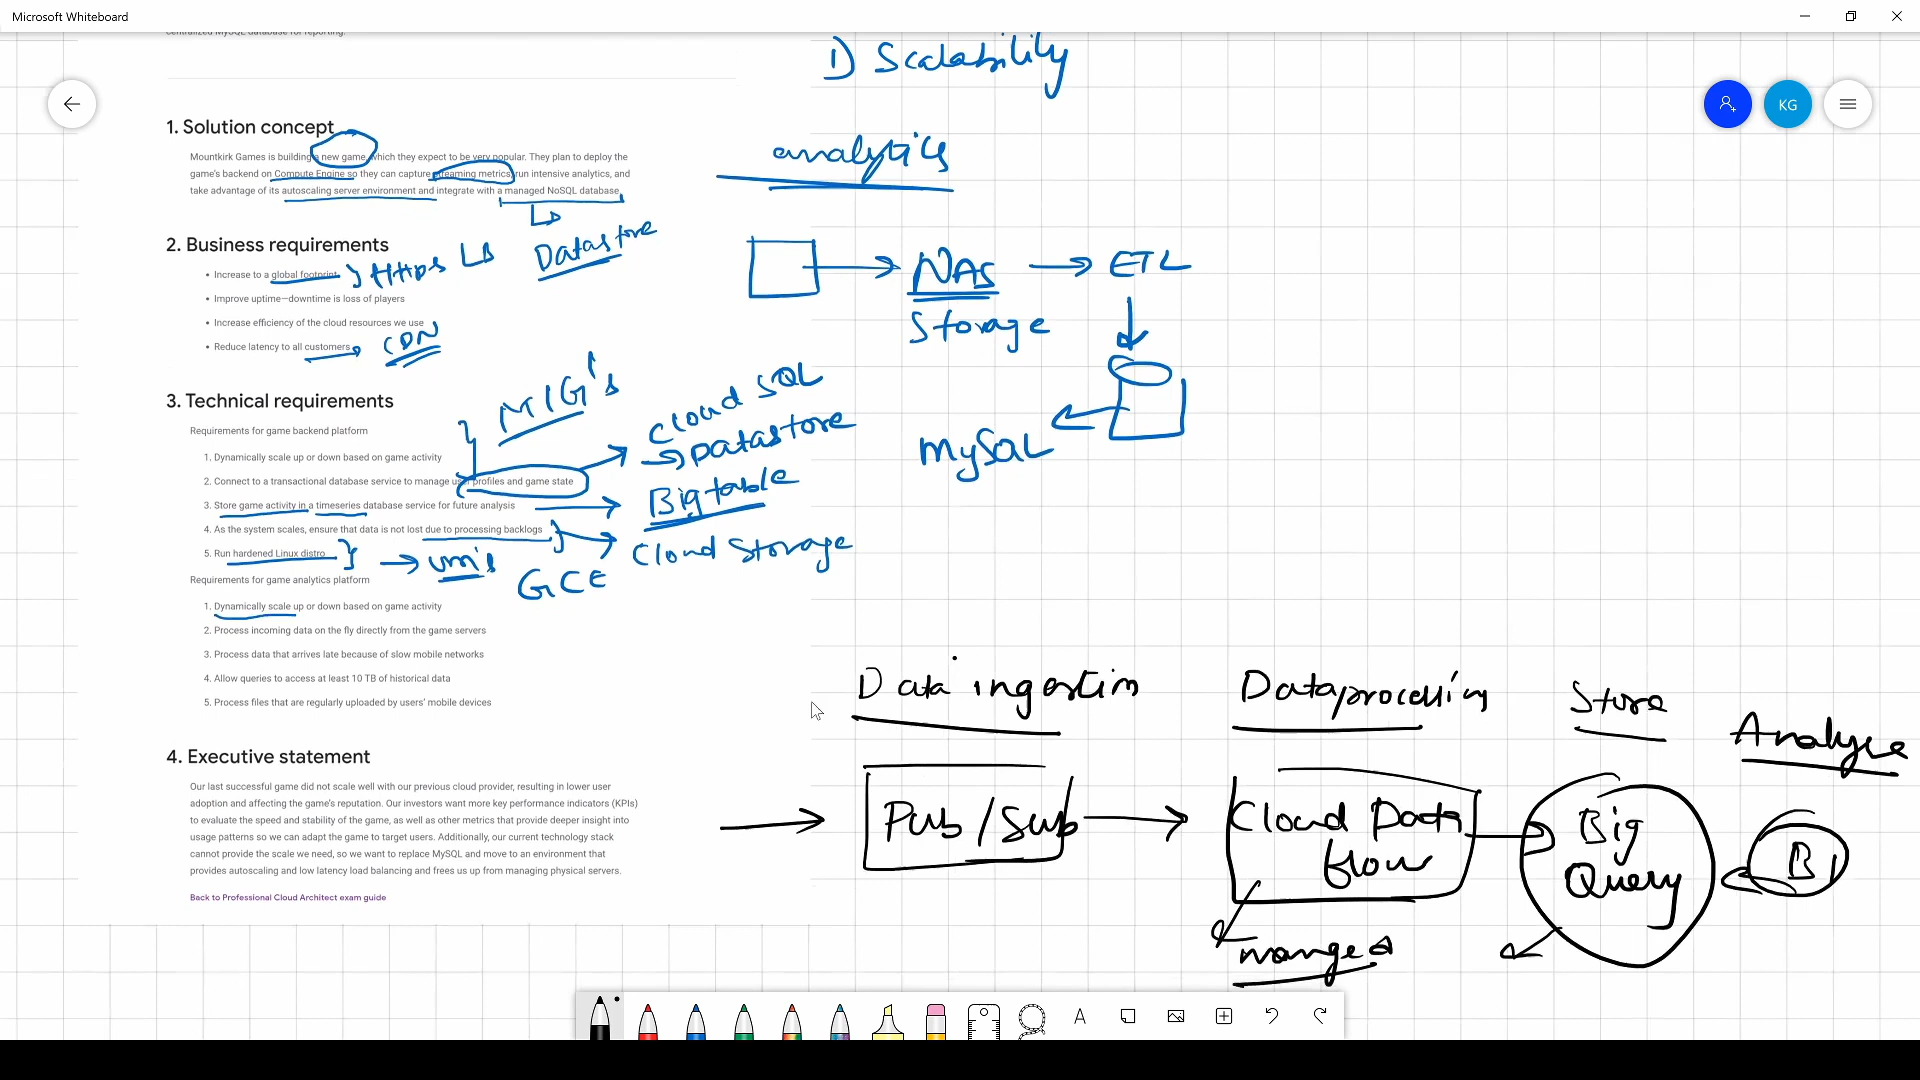 Microsoft Whiteboard
centralized MySQL database for reporting.
1) Scalability
KG
1. Solution concept
Mountkirk Games is building a new game, which they expect to be very popular. They plan to deploy the
game's backend on Compute Engine so they can capture streaming metrics, run intensive analytics, and
take advantage of its autoscaling server environment and integrate with a managed NoSQL database.
Datastore
2. Business requirements
• Increase to a global footprint
HTTPS LB
• Improve uptime—downtime is loss of players
• Increase efficiency of the cloud resources we use
• Reduce latency to all customers
CDN
3. Technical requirements
Requirements for game backend platform
MIG's
1. Dynamically scale up or down based on game activity
2. Connect to a transactional database service to manage user profiles and game state
Cloud SQL
Datastore
3. Store game activity in a timeseries database service for future analysis
Bigtable
4. As the system scales, ensure that data is not lost due to processing backlogs
Cloud Storage
5. Run hardened Linux distro
vm's
GCE
Requirements for game analytics platform
1. Dynamically scale up or down based on game activity
2. Process incoming data on the fly directly from the game servers
3. Process data that arrives late because of slow mobile networks
4. Allow queries to access at least 10 TB of historical data
5. Process files that are regularly uploaded by users' mobile devices
4. Executive statement
Our last successful game did not scale well with our previous cloud provider, resulting in lower user
adoption and affecting the game's reputation. Our investors want more key performance indicators (KPIs)
to evaluate the speed and stability of the game, as well as other metrics that provide deeper insight into
usage patterns so we can adapt the game to target users. Additionally, our current technology stack
cannot provide the scale we need, so we want to replace MySQL and move to an environment that
provides autoscaling and low latency load balancing and frees us up from managing physical servers.
Back to Professional Cloud Architect exam guide
analytics
NAS
Storage
ETL
MySQL
Data ingestion
Dataprocessing
Store
Analyse
Pub/Sub
Cloud Data
flow
Big
Query
BI
A